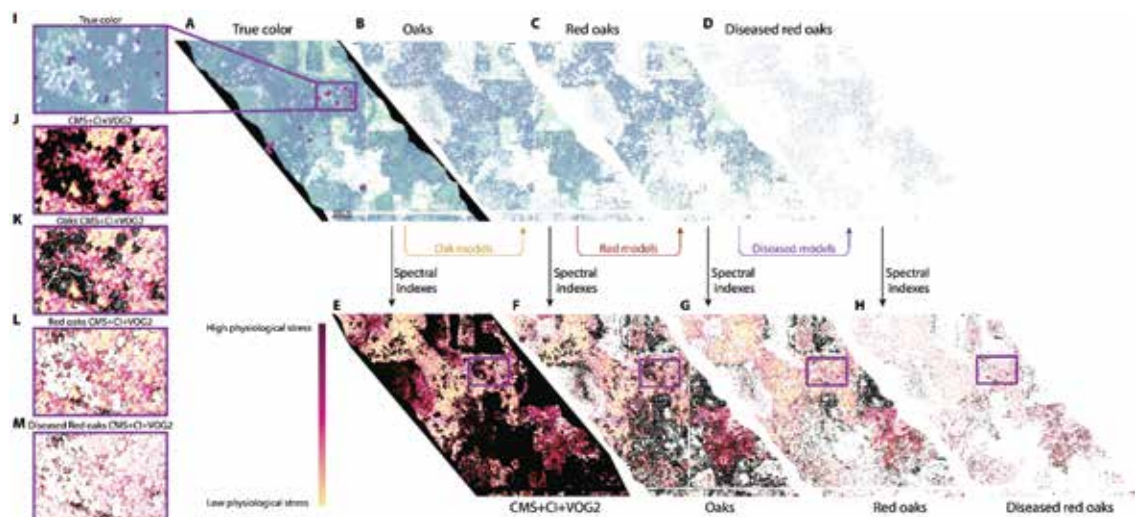 I
True color
A
True color
B
Oaks
C
Red oaks
D
Diseased red oaks
J
CMS+CI+VOG2
K
Oaks CMS+CI+VOG2
L
Red oaks CMS+CI+VOG2
M
Diseased Red oaks CMS+CI+VOG2
Oak models
Red models
Diseased models
Spectral
indexes
Spectral
indexes
Spectral
indexes
Spectral
indexes
E
F
G
H
High physiological stress
Low physiological stress
CMS+CI+VOG2
Oaks
Red oaks
Diseased red oaks